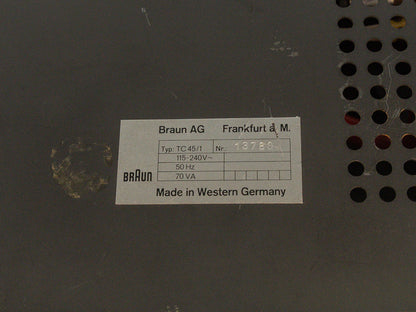 Braun AG Frankfurt a. M.
Typ: TC 45/1 Nr.: 13780
115-240V~
50 Hz
BRAUN 70 VA
Made in Western Germany